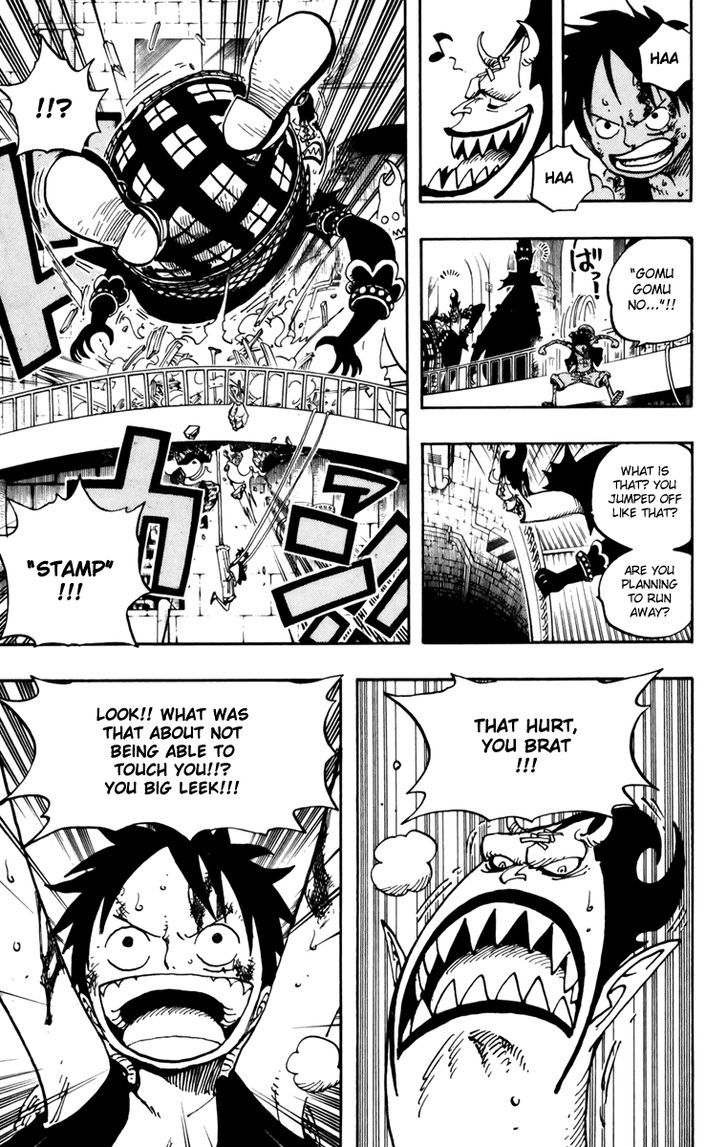 HAA
HAA
"GOMU
GOMU
NO..."!!
ばっ!
WHAT IS
THAT? YOU
JUMPED OFF
LIKE THAT?
ARE YOU
PLANNING
TO RUN
AWAY?
!!?
"STAMP"
!!!
THAT HURT,
YOU BRAT
!!!
LOOK!! WHAT WAS
THAT ABOUT NOT
BEING ABLE TO
TOUCH YOU!!?
YOU BIG LEEK!!!